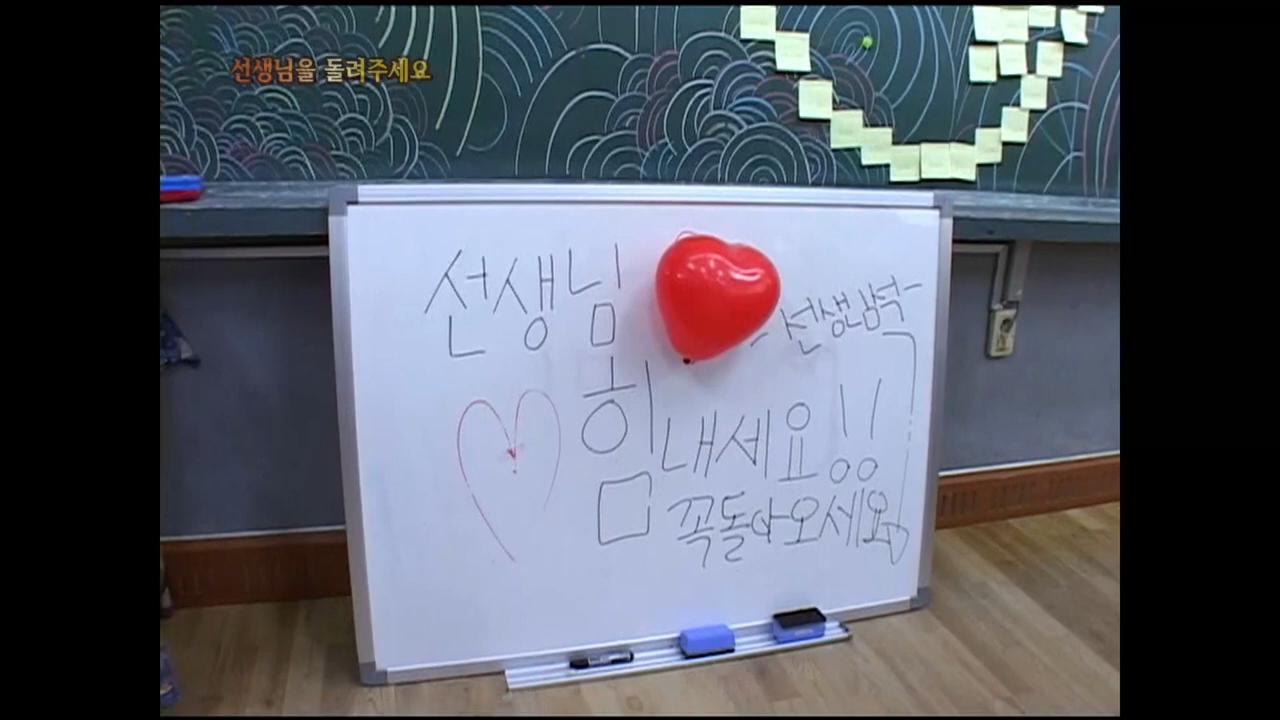 선생님을 돌려주세요
선생님
선생님 꼭
힘내세요!!
꼭돌아오세요